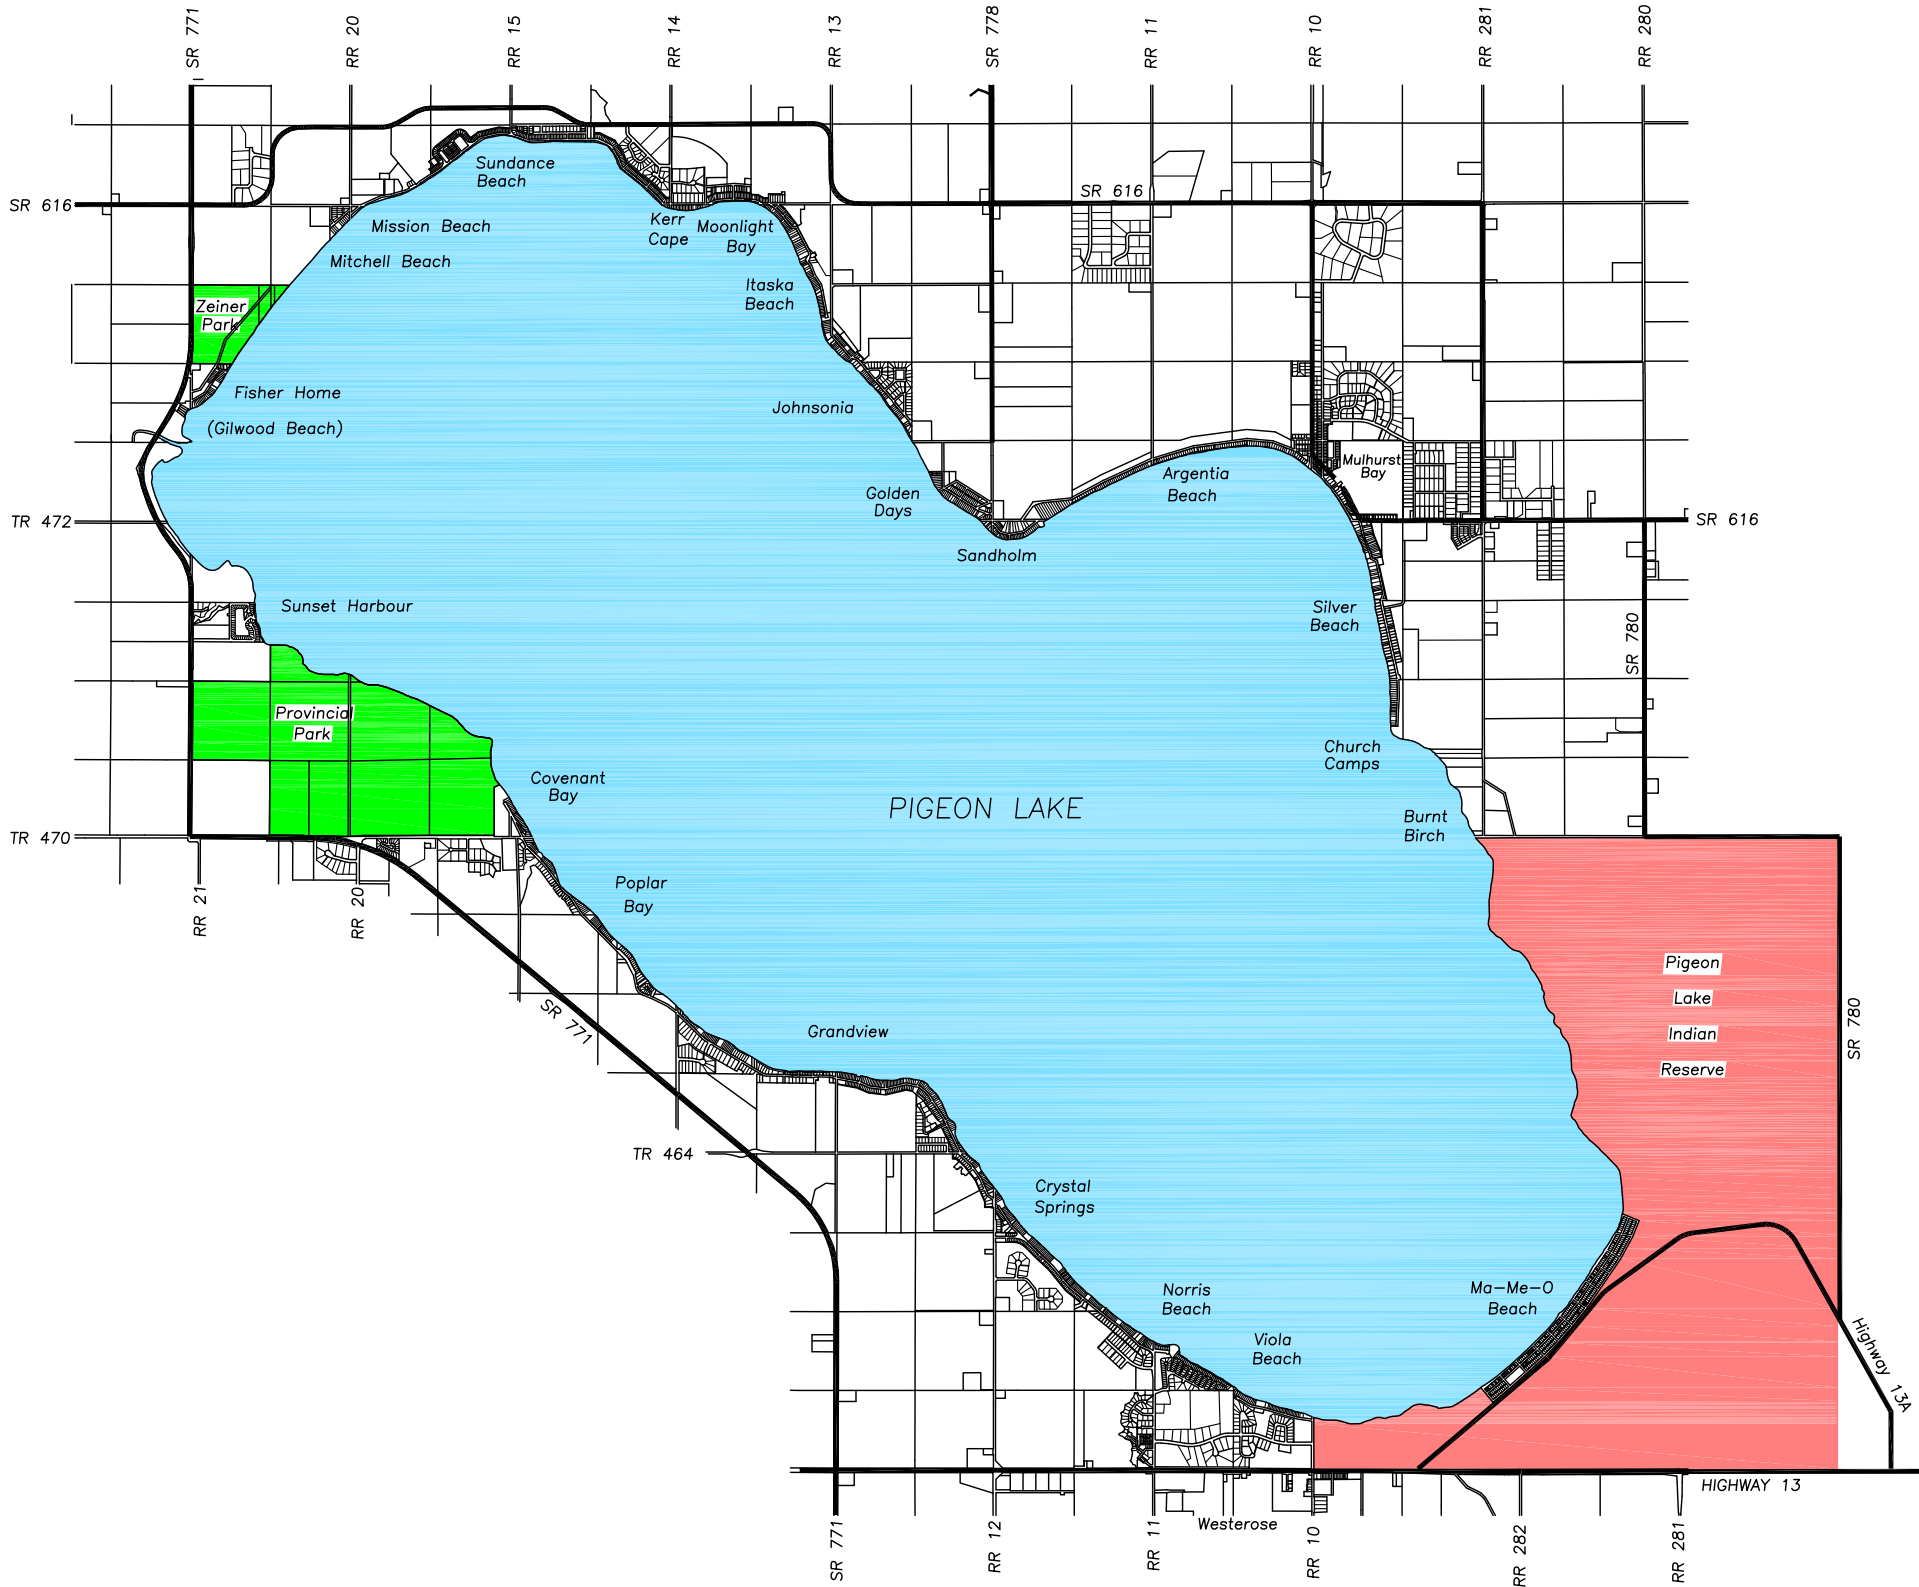 SR 771
RR 20
RR 15
RR 14
RR 13
SR 778
RR 11
RR 10
RR 281
RR 280
Sundance
Beach
SR 616
SR 616
Mission Beach
Kerr
Cape
Moonlight
Bay
Mitchell Beach
Itaska
Beach
Zeiner
Park
Fisher Home
(Gilwood Beach)
Johnsonia
Mulhurst
Bay
Argentia
Beach
Golden
Days
TR 472
SR 616
Sandholm
Sunset Harbour
Silver
Beach
SR 780
Provincial
Park
Church
Camps
Covenant
Bay
PIGEON LAKE
Burnt
Birch
TR 470
Poplar
Bay
RR 21
RR 20
Pigeon
Lake
Indian
Reserve
SR 771
Grandview
SR 780
TR 464
Crystal
Springs
Norris
Beach
Ma-Me-O
Beach
Viola
Beach
Highway 13A
HIGHWAY 13
Westerose
SR 771
RR 12
RR 11
RR 10
RR 282
RR 281